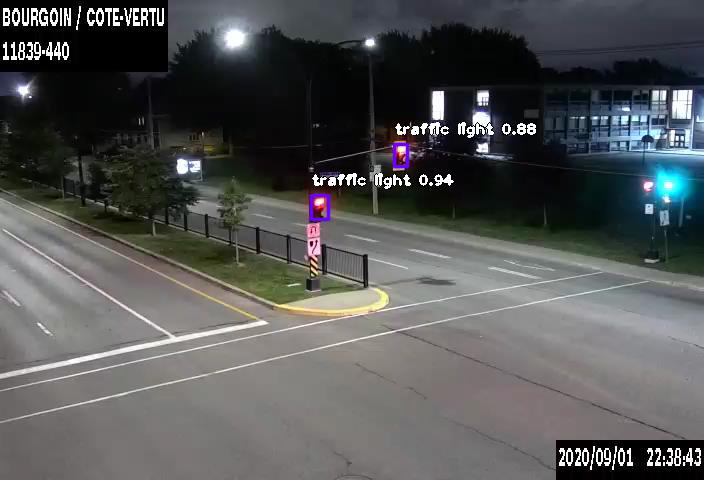 BOURGOIN / COTE-VERTU
11839-440
traffic light 0.88
traffic light 0.94
2020/09/01 22:38:43